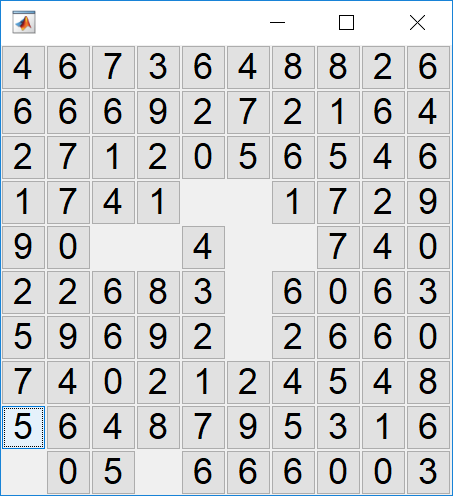 4 6 7 3 6 4 8 8 2 6
6 6 6 9 2 7 2 1 6 4
2 7 1 2 0 5 6 5 4 6
1 7 4 1 1 7 2 9
9 0 4 7 4 0
2 2 6 8 3 6 0 6 3
5 9 6 9 2 2 6 6 0
7 4 0 2 1 2 4 5 4 8
5 6 4 8 7 9 5 3 1 6
0 5 6 6 6 0 0 3